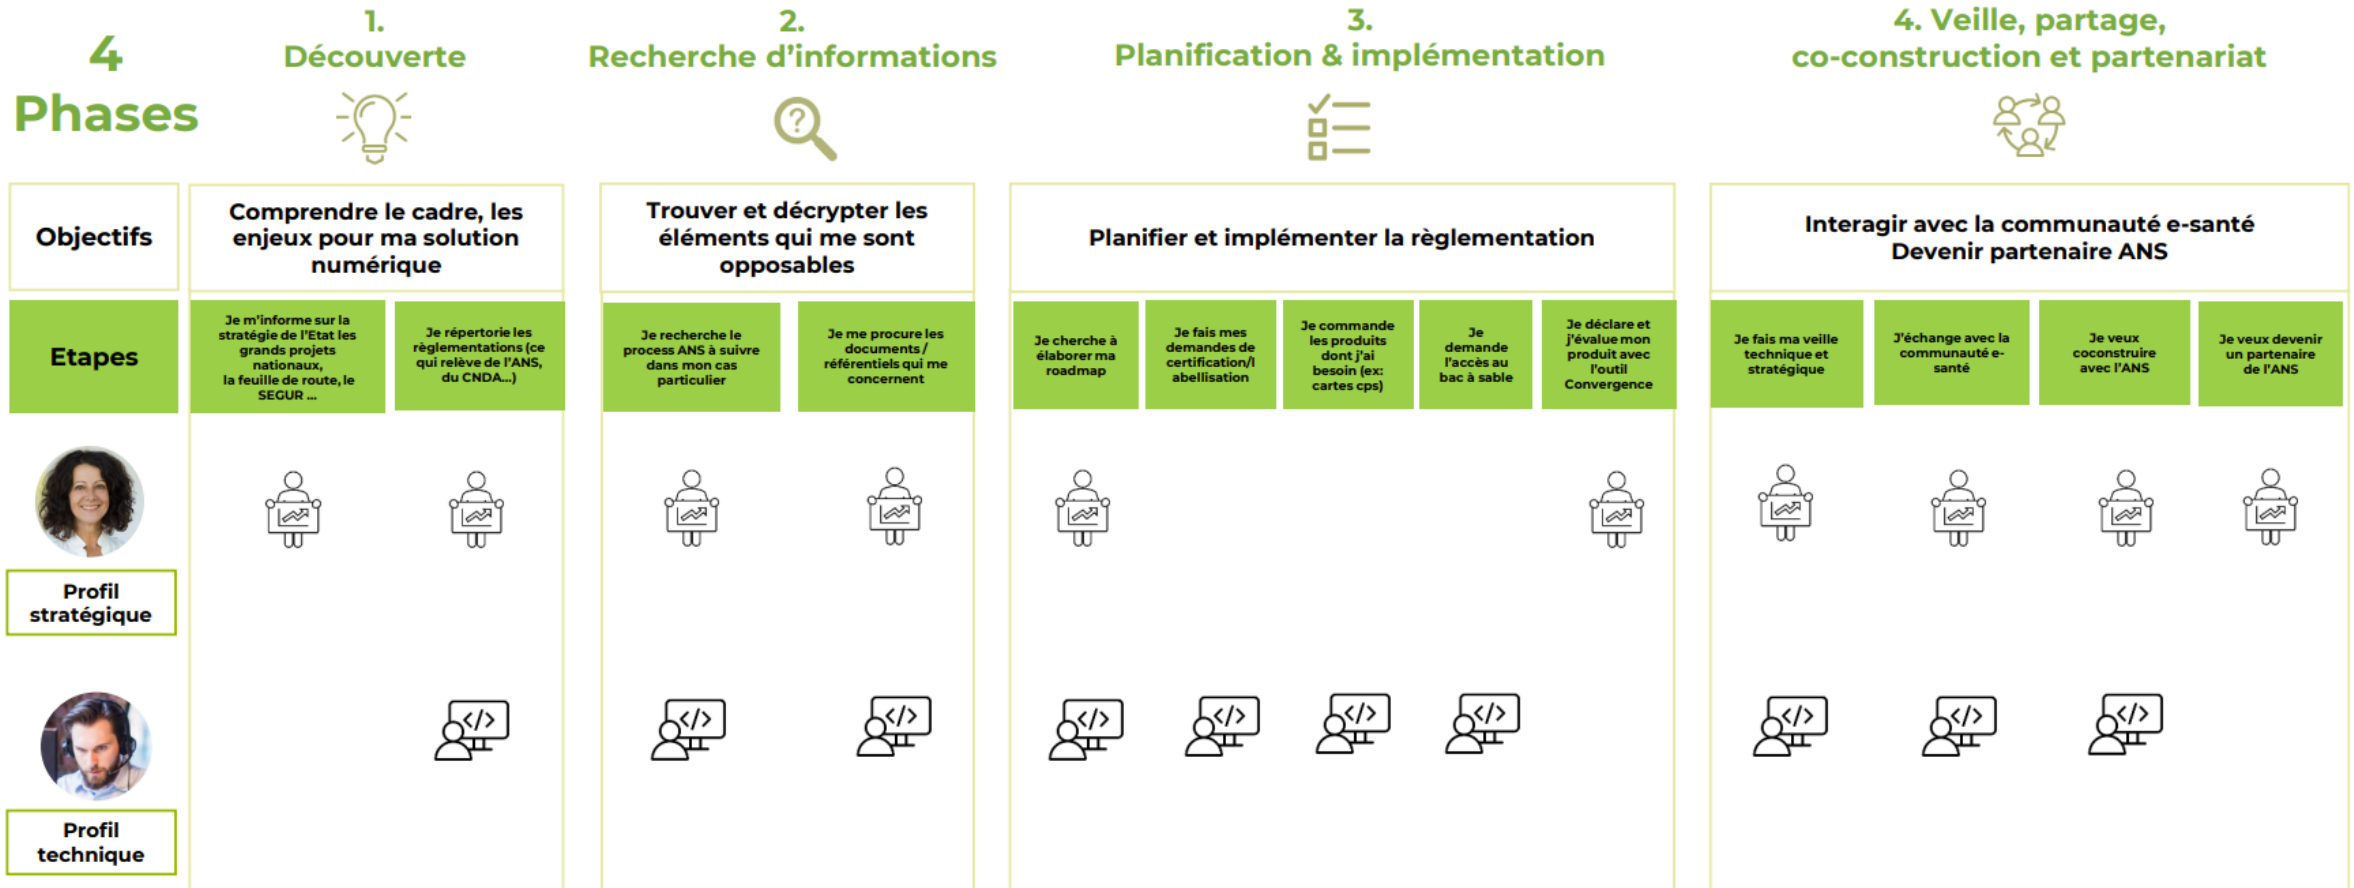 4
Phases
1.
Découverte
2.
Recherche d'informations
3.
Planification & implémentation
4. Veille, partage,
co-construction et partenariat
?
Objectifs
Comprendre le cadre, les
enjeux pour ma solution
numérique
Trouver et décrypter les
éléments qui me sont
opposables
Planifier et implémenter la règlementation
Interagir avec la communauté e-santé
Devenir partenaire ANS
Etapes
Je m'informe sur la
stratégie de l'Etat les
grands projets
nationaux,
la feuille de route, le
SEGUR ...
Je répertorie les
règlementations (ce
qui relève de l'ANS,
du CNDA...)
Je recherche le
process ANS à suivre
dans mon cas
particulier
Je me procure les
documents /
référentiels qui me
concernent
Je cherche à
élaborer ma
roadmap
Je fais mes
demandes de
certification/l
abellisation
Je commande
les produits
dont j'ai
besoin (ex:
cartes cps)
Je
demande
l'accès au
bac à sable
Je déclare et
j'évalue mon
produit avec
l'outil
Convergence
Je fais ma veille
technique et
stratégique
J'échange avec la
communauté e-
santé
Je veux
coconstruire
avec l'ANS
Je veux devenir
un partenaire
de l'ANS
Profil
stratégique
</>
</>
</>
</>
</>
</>
</>
</>
</>
</>
Profil
technique